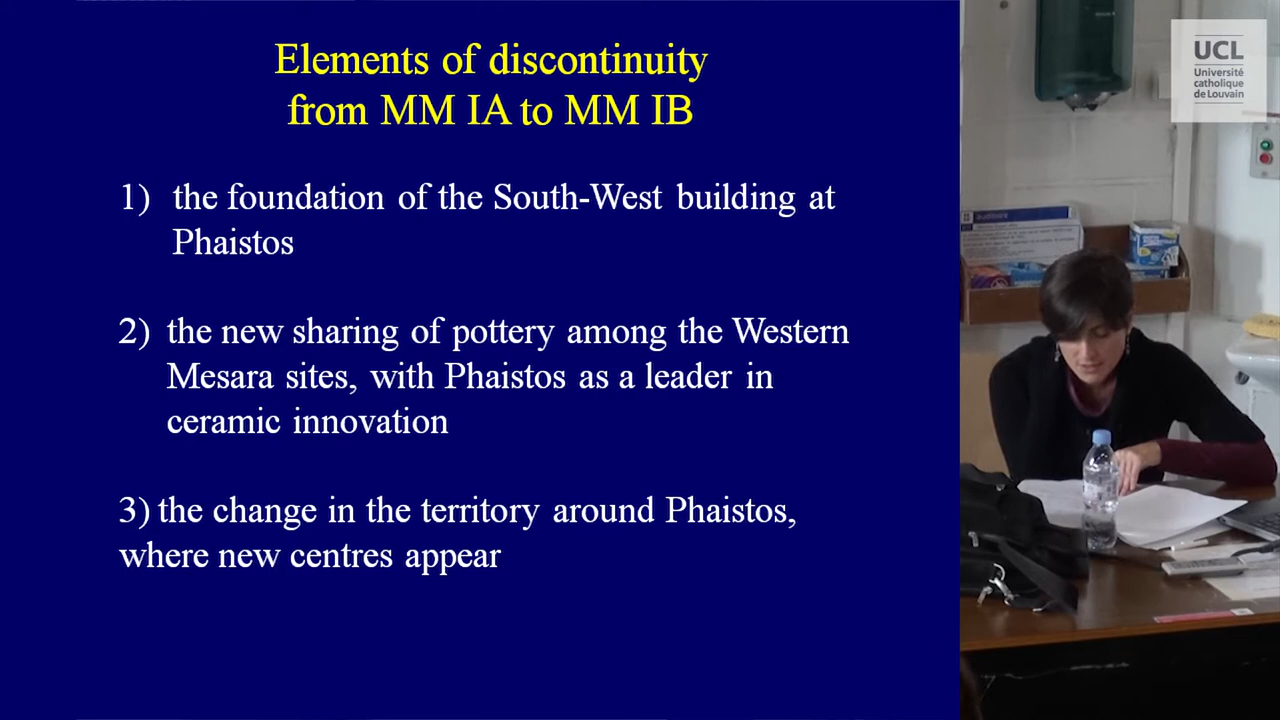 Elements of discontinuity
from MM IA to MM IB
1) the foundation of the South-West building at
Phaistos
2) the new sharing of pottery among the Western
Mesara sites, with Phaistos as a leader in
ceramic innovation
3) the change in the territory around Phaistos,
where new centres appear
UCL
Université
catholique
de Louvain